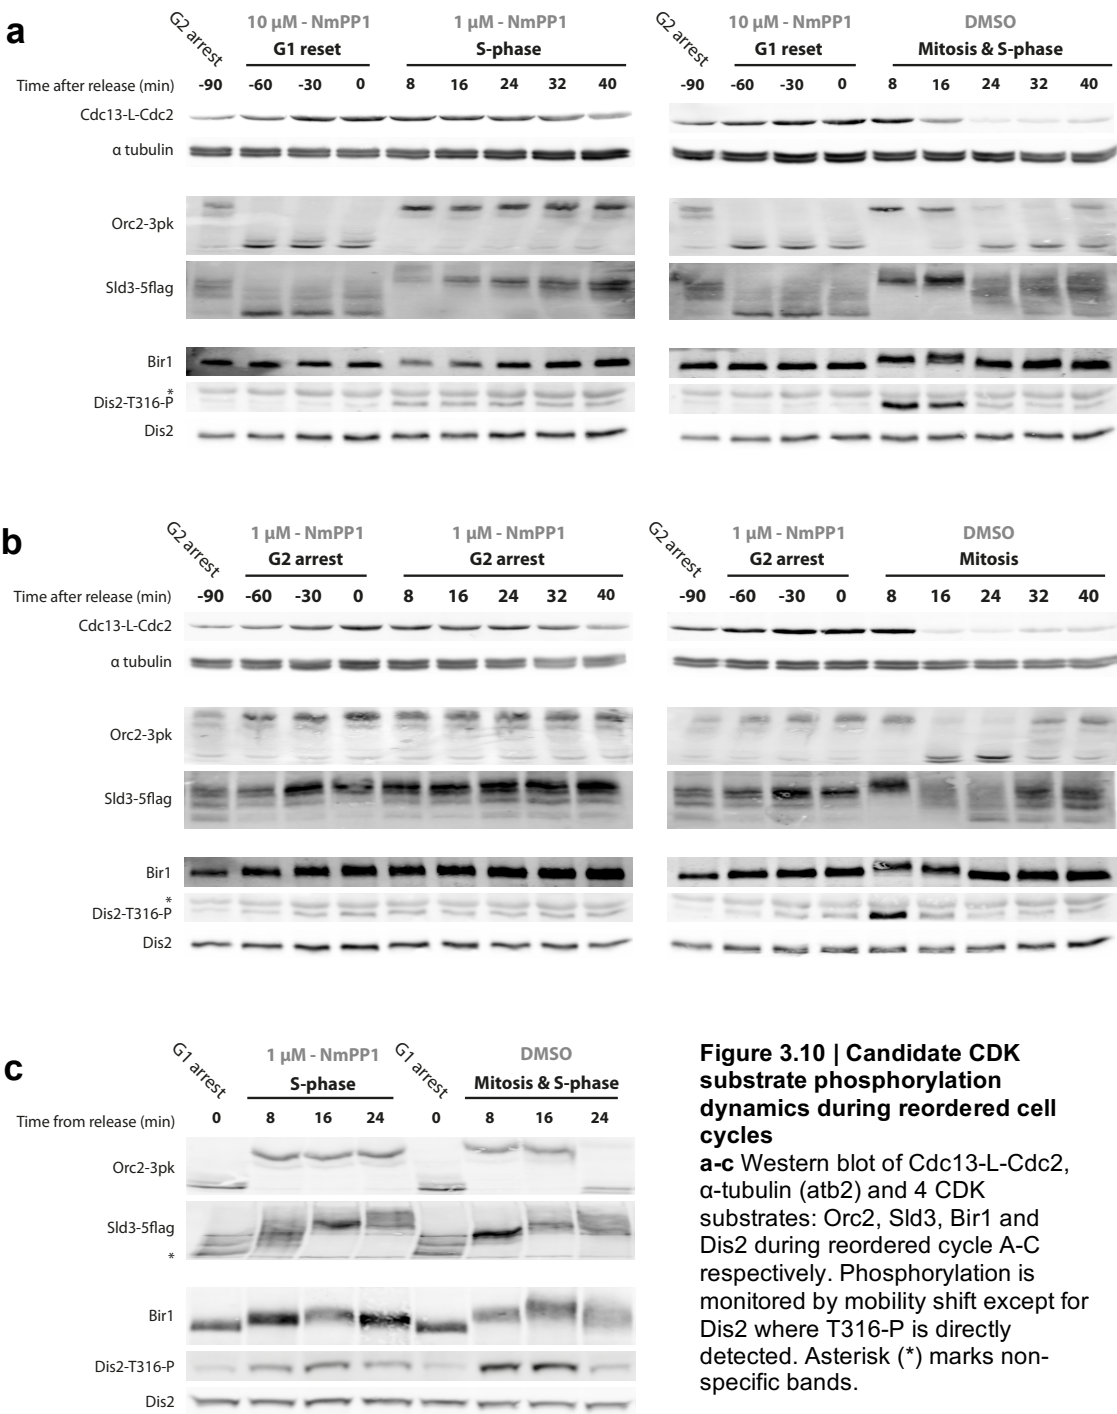 a
G2 arrest
10 µM - NmPP1
G1 reset
1 µM - NmPP1
S-phase
G2 arrest
10 µM - NmPP1
G1 reset
DMSO
Mitosis & S-phase
Time after release (min) -90 -60 -30 0 8 16 24 32 40 -90 -60 -30 0 8 16 24 32 40
Cdc13-L-Cdc2
α tubulin
Orc2-3pk
Sld3-5flag
Bir1
*
Dis2-T316-P
Dis2
b
G2 arrest
1 µM - NmPP1
G2 arrest
1 µM - NmPP1
G2 arrest
G2 arrest
1 µM - NmPP1
G2 arrest
DMSO
Mitosis
Time after release (min) -90 -60 -30 0 8 16 24 32 40 -90 -60 -30 0 8 16 24 32 40
Cdc13-L-Cdc2
α tubulin
Orc2-3pk
Sld3-5flag
Bir1
*
Dis2-T316-P
Dis2
c
G1 arrest
1 µM - NmPP1
S-phase
G1 arrest
DMSO
Mitosis & S-phase
Time from release (min) 0 8 16 24 0 8 16 24
Orc2-3pk
Sld3-5flag
*
Bir1
Dis2-T316-P
Dis2
Figure 3.10 | Candidate CDK
substrate phosphorylation
dynamics during reordered cell
cycles
a-c Western blot of Cdc13-L-Cdc2,
α-tubulin (atb2) and 4 CDK
substrates: Orc2, Sld3, Bir1 and
Dis2 during reordered cycle A-C
respectively. Phosphorylation is
monitored by mobility shift except for
Dis2 where T316-P is directly
detected. Asterisk (*) marks non-
specific bands.